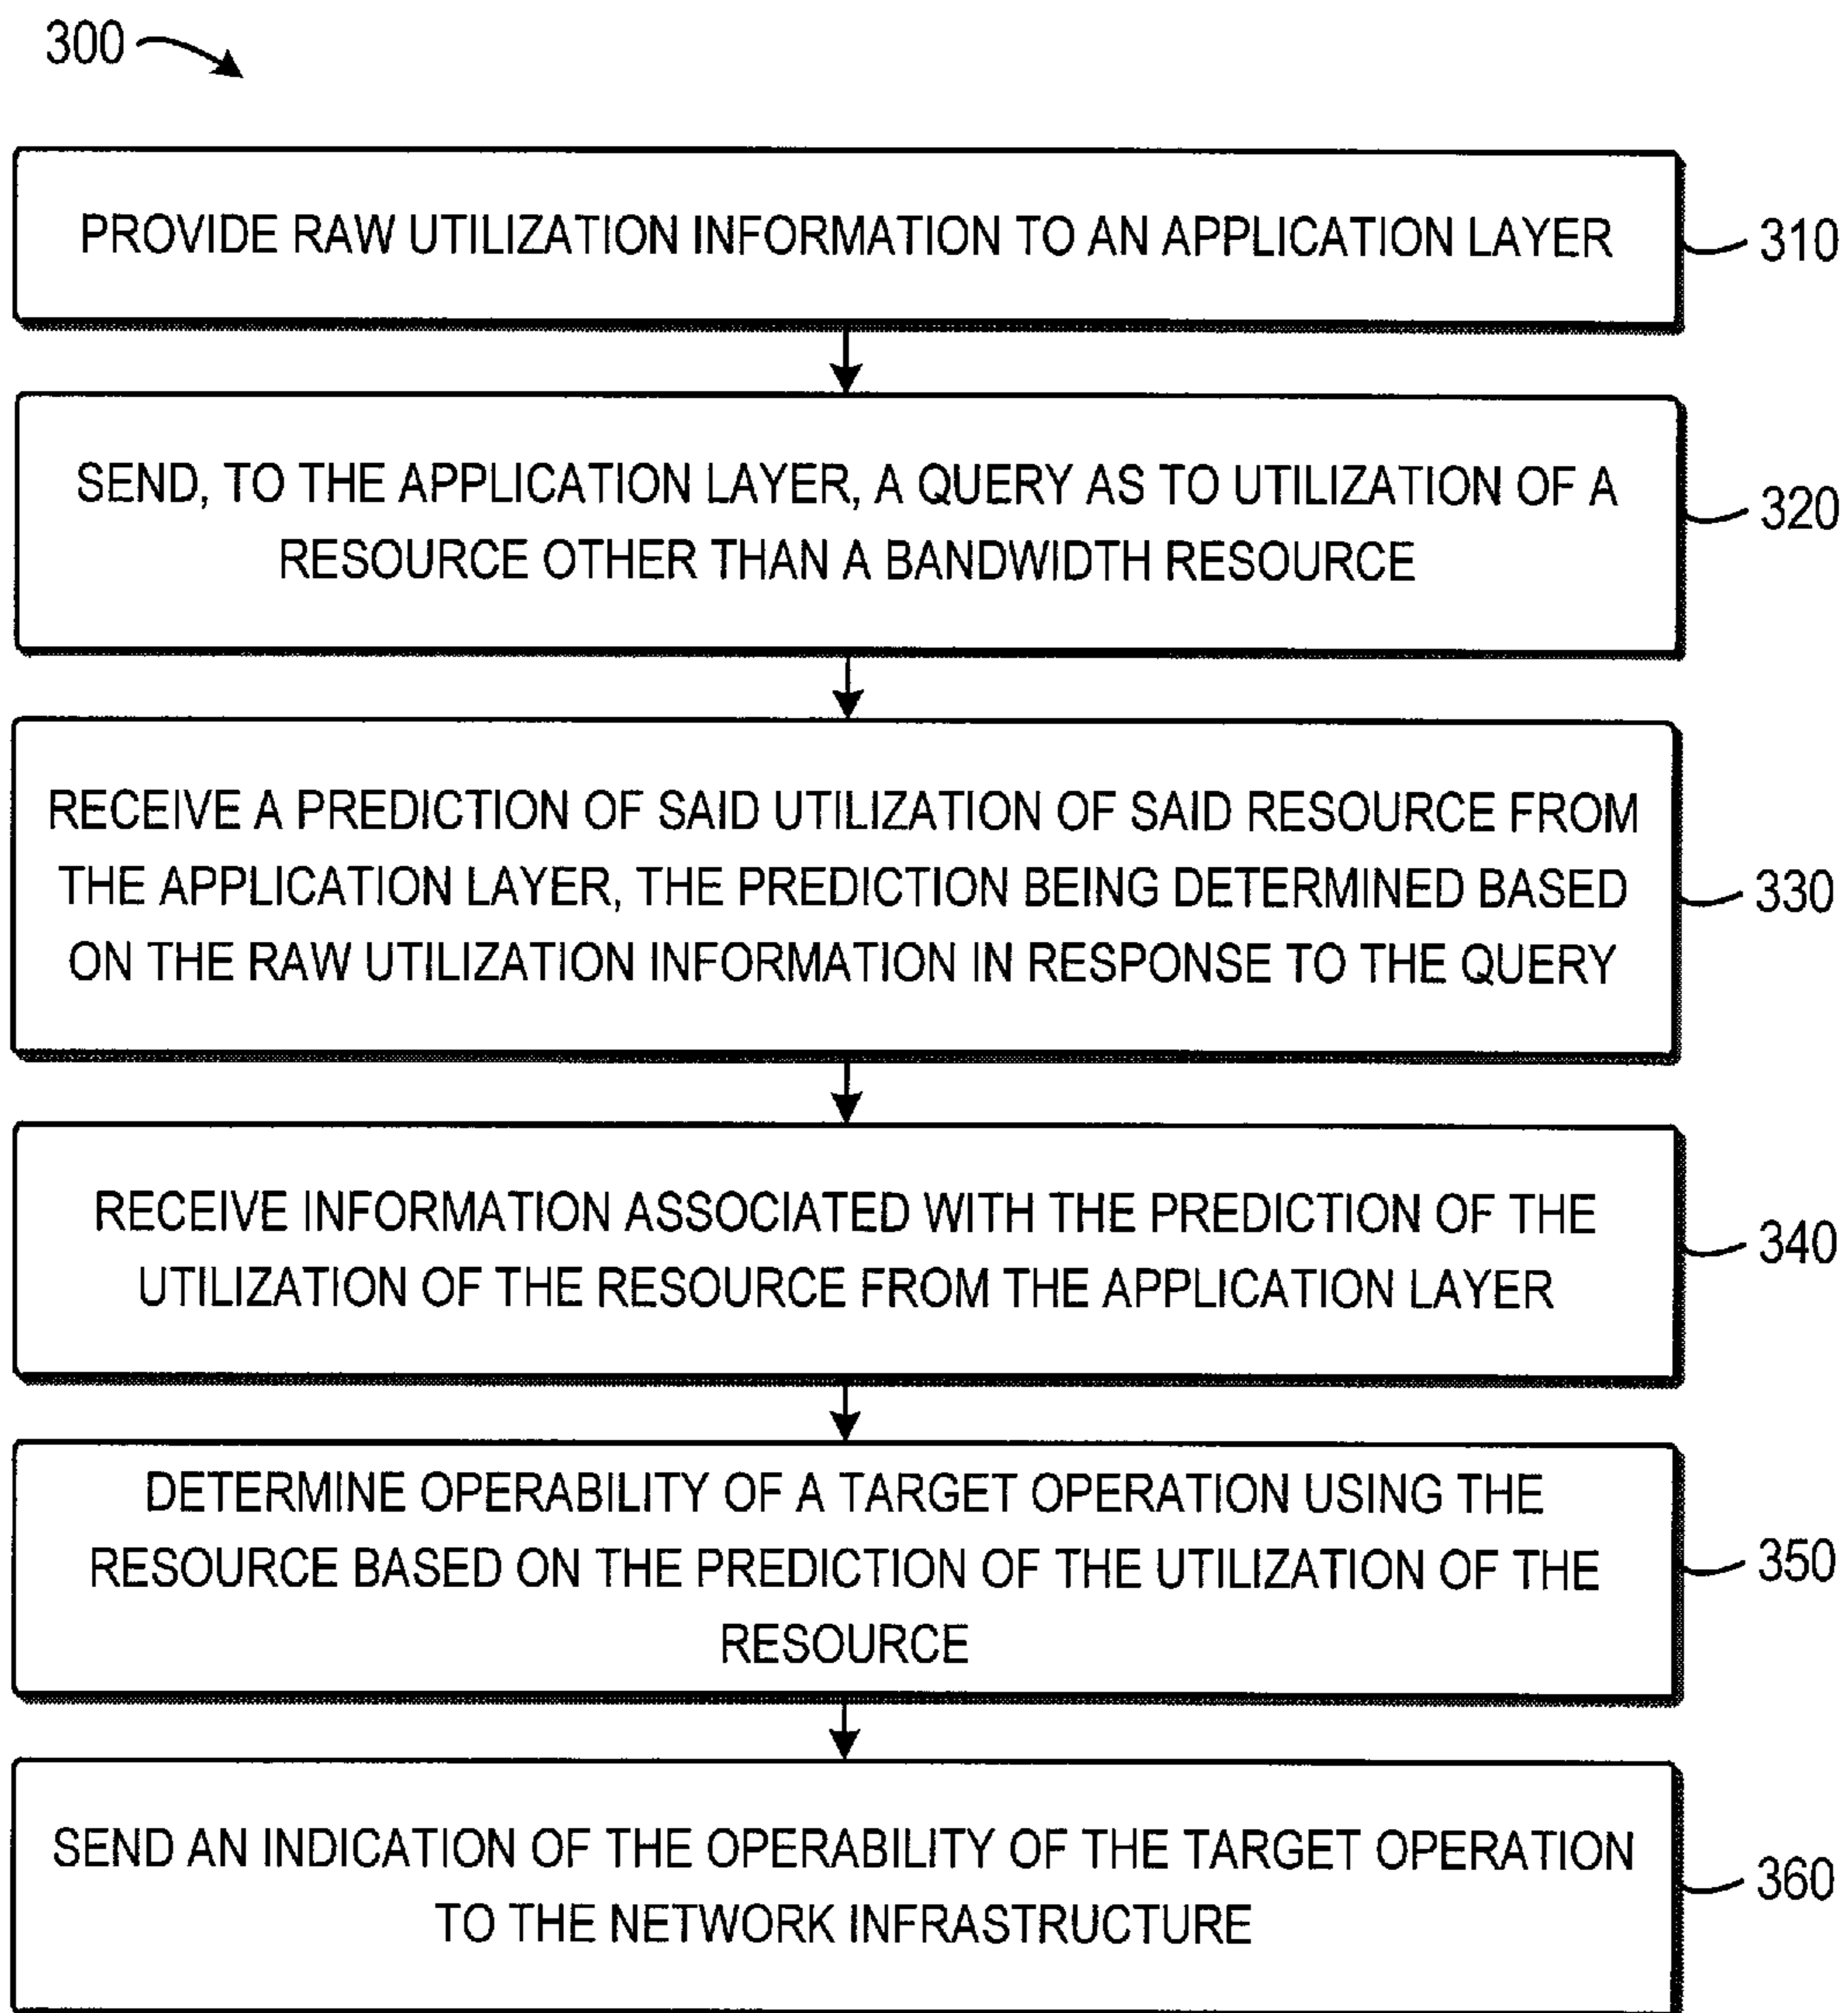 300
PROVIDE RAW UTILIZATION INFORMATION TO AN APPLICATION LAYER
310
SEND, TO THE APPLICATION LAYER, A QUERY AS TO UTILIZATION OF A
RESOURCE OTHER THAN A BANDWIDTH RESOURCE
320
RECEIVE A PREDICTION OF SAID UTILIZATION OF SAID RESOURCE FROM
THE APPLICATION LAYER, THE PREDICTION BEING DETERMINED BASED
ON THE RAW UTILIZATION INFORMATION IN RESPONSE TO THE QUERY
330
RECEIVE INFORMATION ASSOCIATED WITH THE PREDICTION OF THE
UTILIZATION OF THE RESOURCE FROM THE APPLICATION LAYER
340
DETERMINE OPERABILITY OF A TARGET OPERATION USING THE
RESOURCE BASED ON THE PREDICTION OF THE UTILIZATION OF THE
RESOURCE
350
SEND AN INDICATION OF THE OPERABILITY OF THE TARGET OPERATION
TO THE NETWORK INFRASTRUCTURE
360